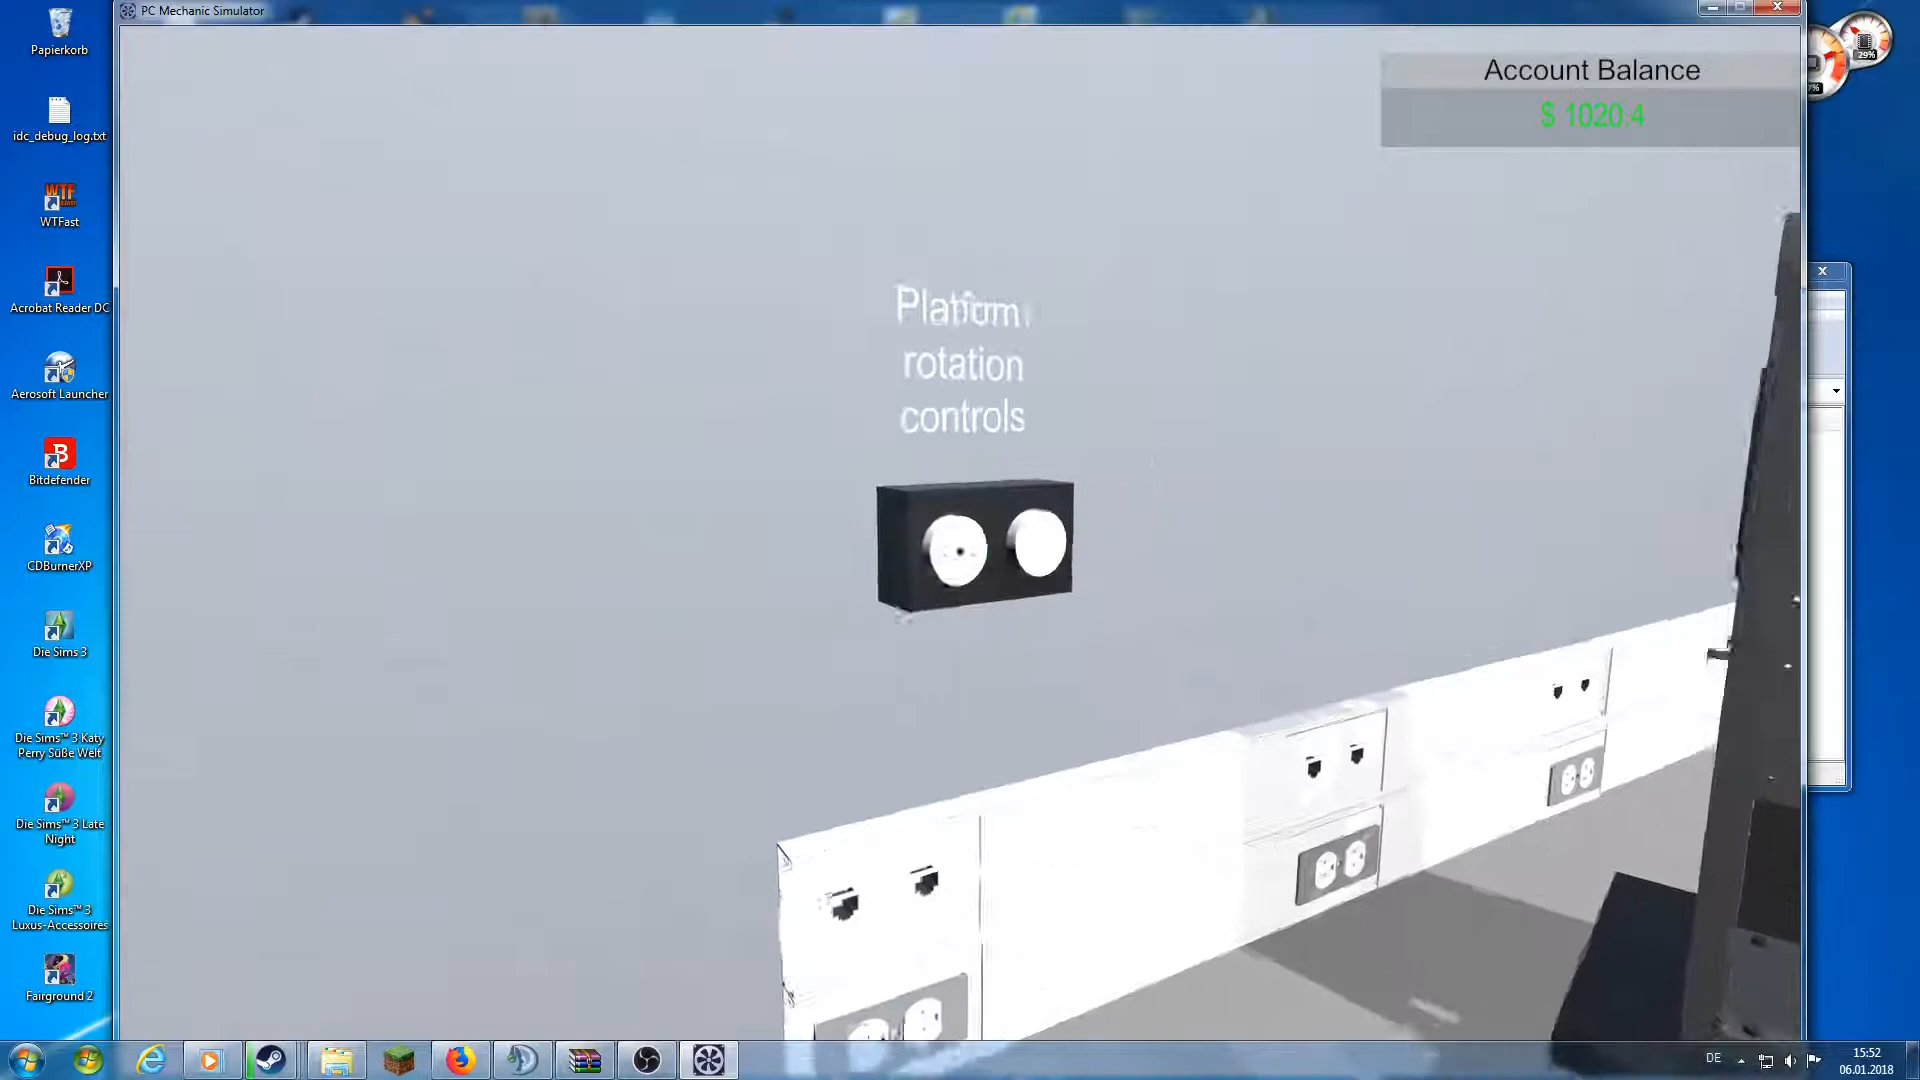 PC Mechanic Simulator
Papierkorb
idc_debug_log.txt
WTF
WTFast
Acrobat Reader DC
Aerosoft Launcher
B
Bitdefender
CDBurnerXP
Die Sims 3
Die Sims™ 3 Katy
Perry Süße Welt
Die Sims™ 3 Late
Night
Die Sims™ 3
Luxus-Accessoires
Fairground 2
Account Balance
$ 1020.4
29%
Platform
rotation
controls
DE
15:52
06.01.2018